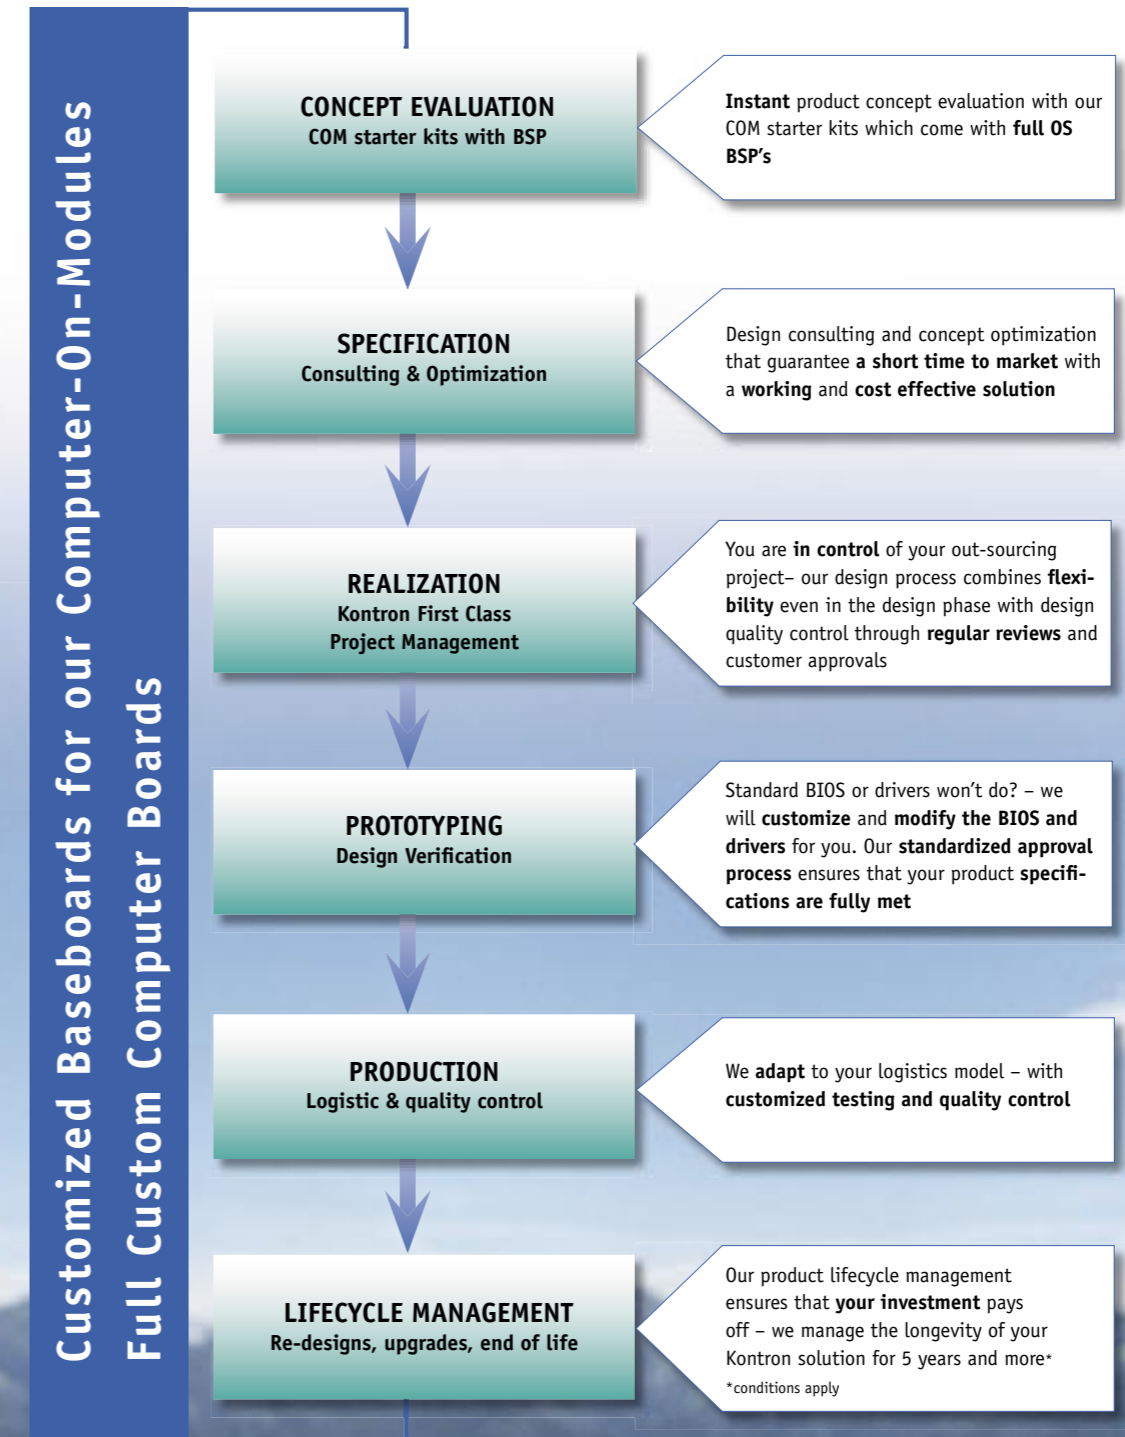 Customized Baseboards for our Computer-On-Modules
Full Custom Computer Boards
CONCEPT EVALUATION
COM starter kits with BSP
Instant product concept evaluation with our
COM starter kits which come with full OS
BSP's
SPECIFICATION
Consulting & Optimization
Design consulting and concept optimization
that guarantee a short time to market with
a working and cost effective solution
REALIZATION
Kontron First Class
Project Management
You are in control of your out-sourcing
project– our design process combines flexi-
bility even in the design phase with design
quality control through regular reviews and
customer approvals
PROTOTYPING
Design Verification
Standard BIOS or drivers won't do? – we
will customize and modify the BIOS and
drivers for you. Our standardized approval
process ensures that your product specifi-
cations are fully met
PRODUCTION
Logistic & quality control
We adapt to your logistics model – with
customized testing and quality control
LIFECYCLE MANAGEMENT
Re-designs, upgrades, end of life
Our product lifecycle management
ensures that your investment pays
off – we manage the longevity of your
Kontron solution for 5 years and more*
*conditions apply